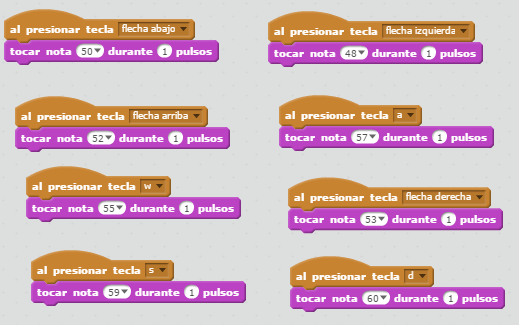 al presionar tecla flecha abajo
tocar nota 50 durante 1 pulsos
al presionar tecla flecha izquierda
tocar nota 48 durante 1 pulsos
al presionar tecla flecha arriba
tocar nota 52 durante 1 pulsos
al presionar tecla a
tocar nota 57 durante 1 pulsos
al presionar tecla w
tocar nota 55 durante 1 pulsos
al presionar tecla flecha derecha
tocar nota 53 durante 1 pulsos
al presionar tecla s
tocar nota 59 durante 1 pulsos
al presionar tecla d
tocar nota 60 durante 1 pulsos